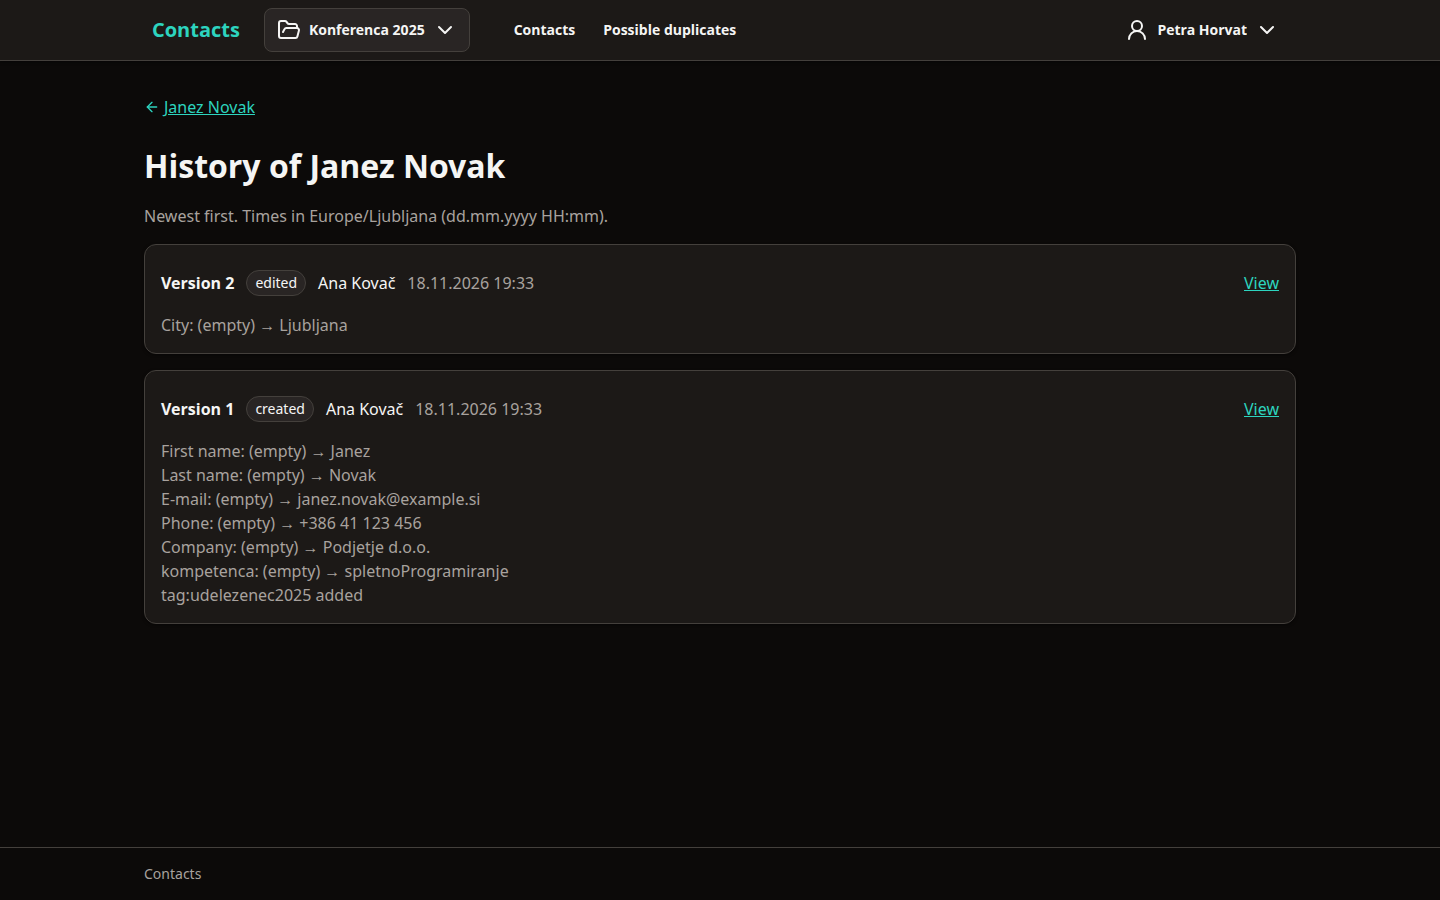 Contacts Konferenca 2025 Contacts Possible duplicates Petra Horvat
← Janez Novak
History of Janez Novak
Newest first. Times in Europe/Ljubljana (dd.mm.yyyy HH:mm).
Version 2 edited Ana Kovač 18.11.2026 19:33 View
City: (empty) → Ljubljana
Version 1 created Ana Kovač 18.11.2026 19:33 View
First name: (empty) → Janez
Last name: (empty) → Novak
E-mail: (empty) → janez.novak@example.si
Phone: (empty) → +386 41 123 456
Company: (empty) → Podjetje d.o.o.
kompetenca: (empty) → spletnoProgramiranje
tag:udelezenec2025 added
Contacts